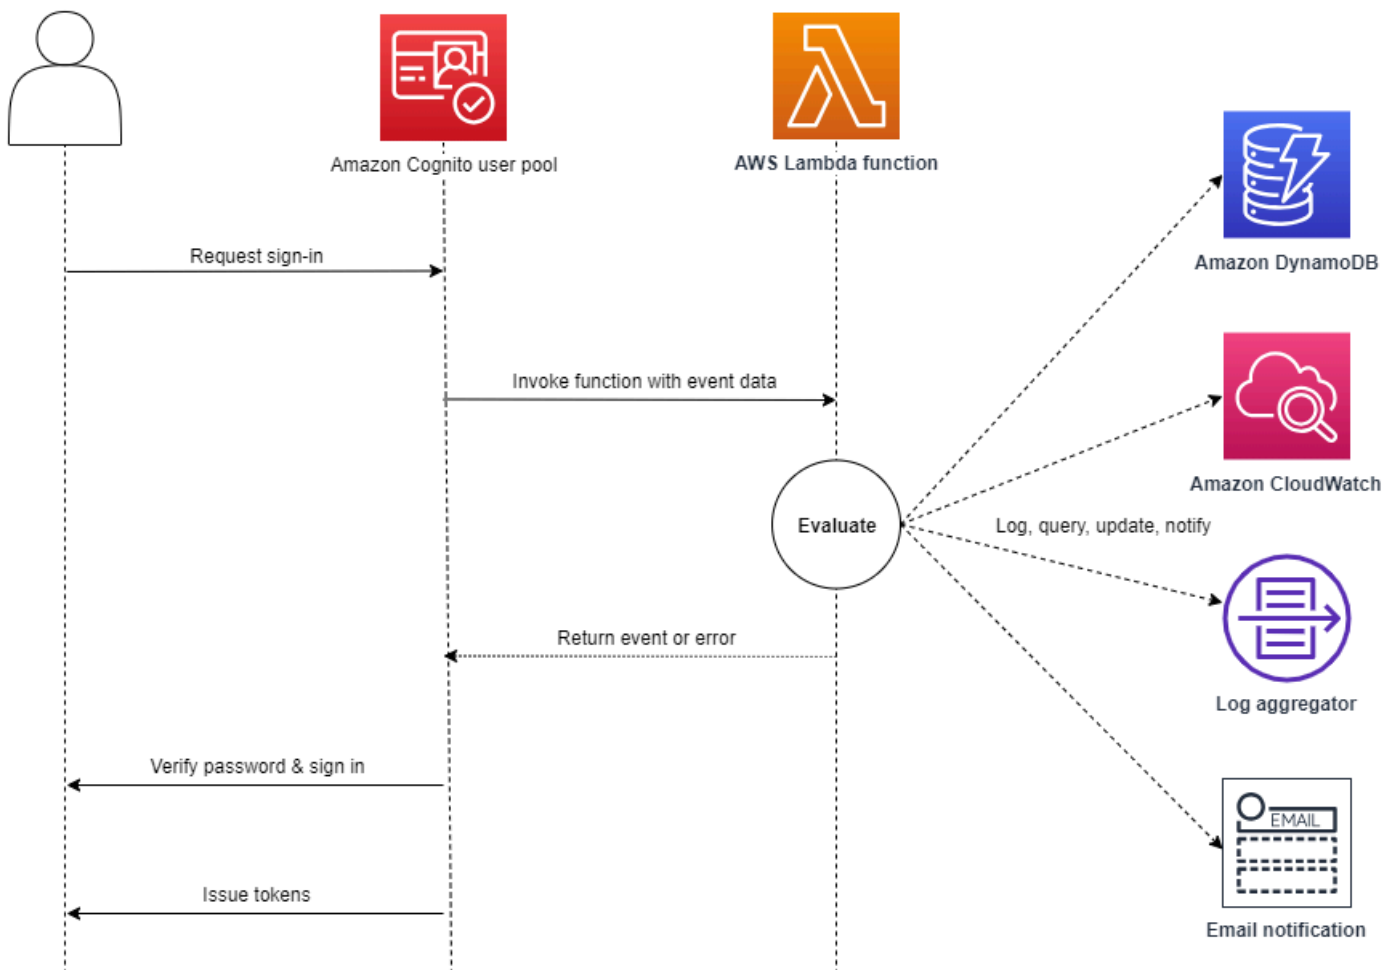 Amazon Cognito user pool
AWS Lambda function
Amazon DynamoDB
Request sign-in
Invoke function with event data
Amazon CloudWatch
Evaluate
Log, query, update, notify
Return event or error
Log aggregator
Verify password & sign in
EMAIL
Issue tokens
Email notification